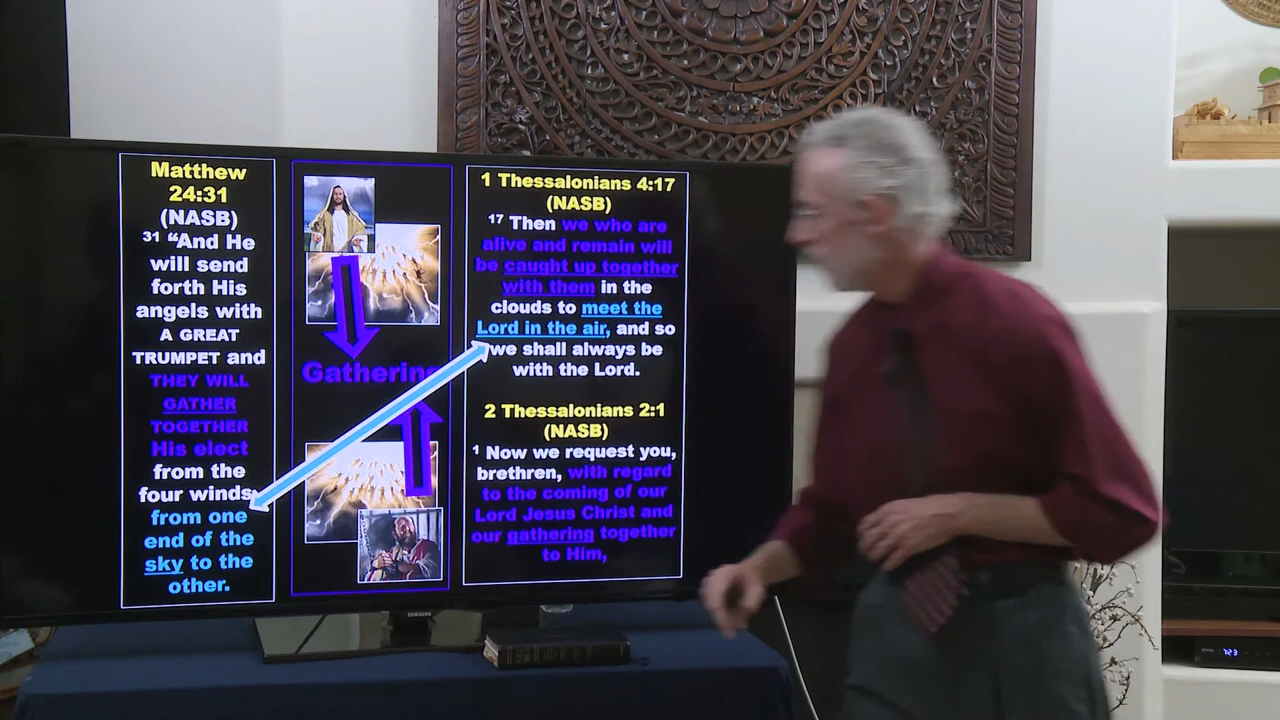 Matthew
24:31
(NASB)
31 “And He
will send
forth His
angels with
A GREAT
TRUMPET and
THEY WILL
GATHER
TOGETHER
His elect
from the
four winds
from one
end of the
sky to the
other.
Gathering
1 Thessalonians 4:17
(NASB)
17 Then we who are
alive and remain will
be caught up together
with them in the
clouds to meet the
Lord in the air, and so
we shall always be
with the Lord.
2 Thessalonians 2:1
(NASB)
1 Now we request you,
brethren, with regard
to the coming of our
Lord Jesus Christ and
our gathering together
to Him,
SAMSUNG
xfinity
7:23